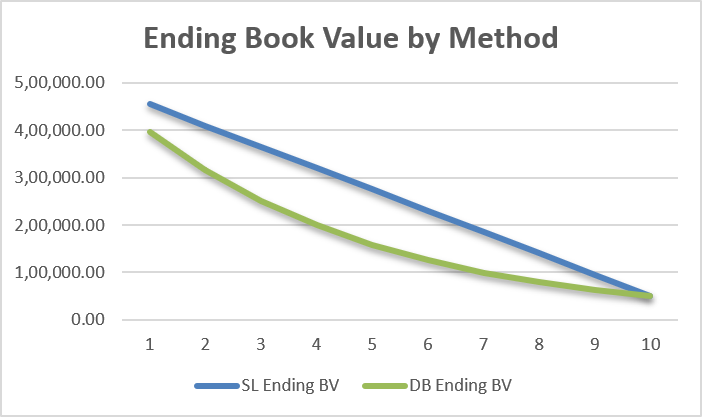 Ending Book Value by Method
5,00,000.00
4,00,000.00
3,00,000.00
2,00,000.00
1,00,000.00
0.00
1 2 3 4 5 6 7 8 9 10
SL Ending BV DB Ending BV